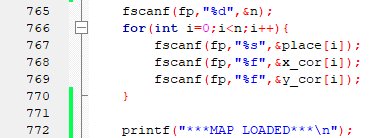 765 fscanf(fp,"%d",&n);
766 for(int i=0;i<n;i++){
767 fscanf(fp,"%s",&place[i]);
768 fscanf(fp,"%f",&x_cor[i]);
769 fscanf(fp,"%f",&y_cor[i]);
770 }
771
772 printf("***MAP LOADED***\n");